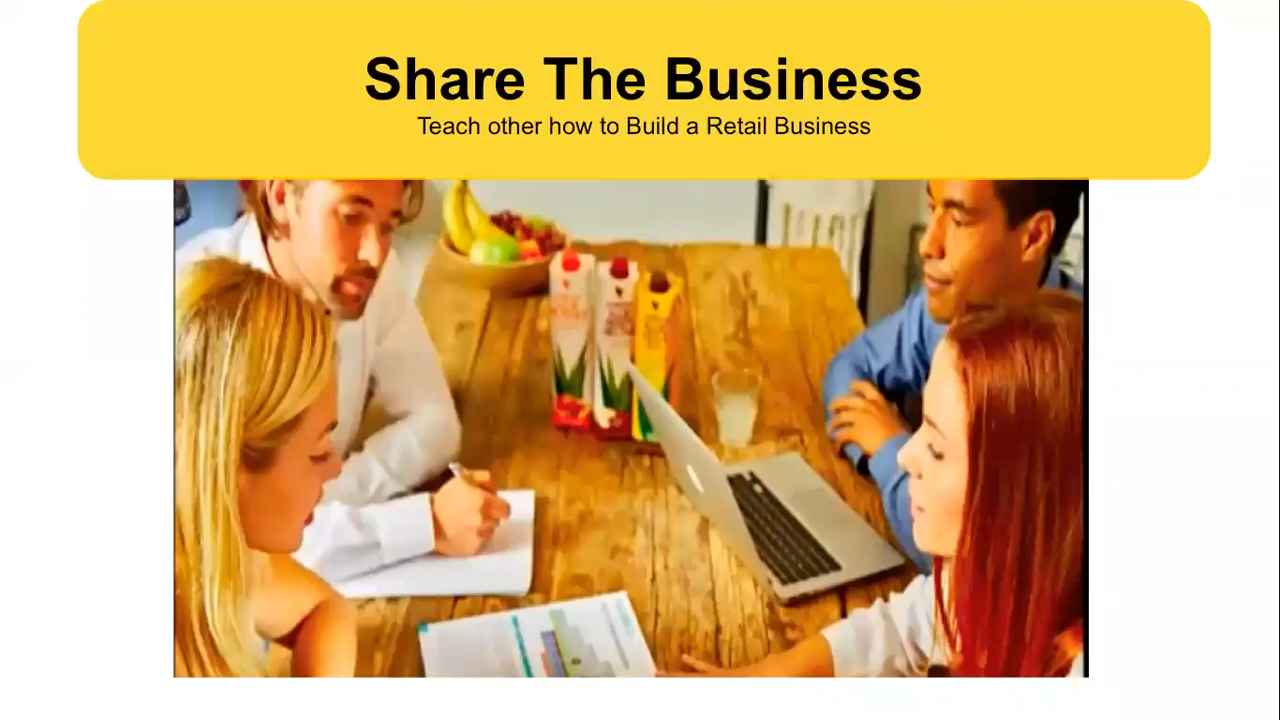 Share The Business
Teach other how to Build a Retail Business